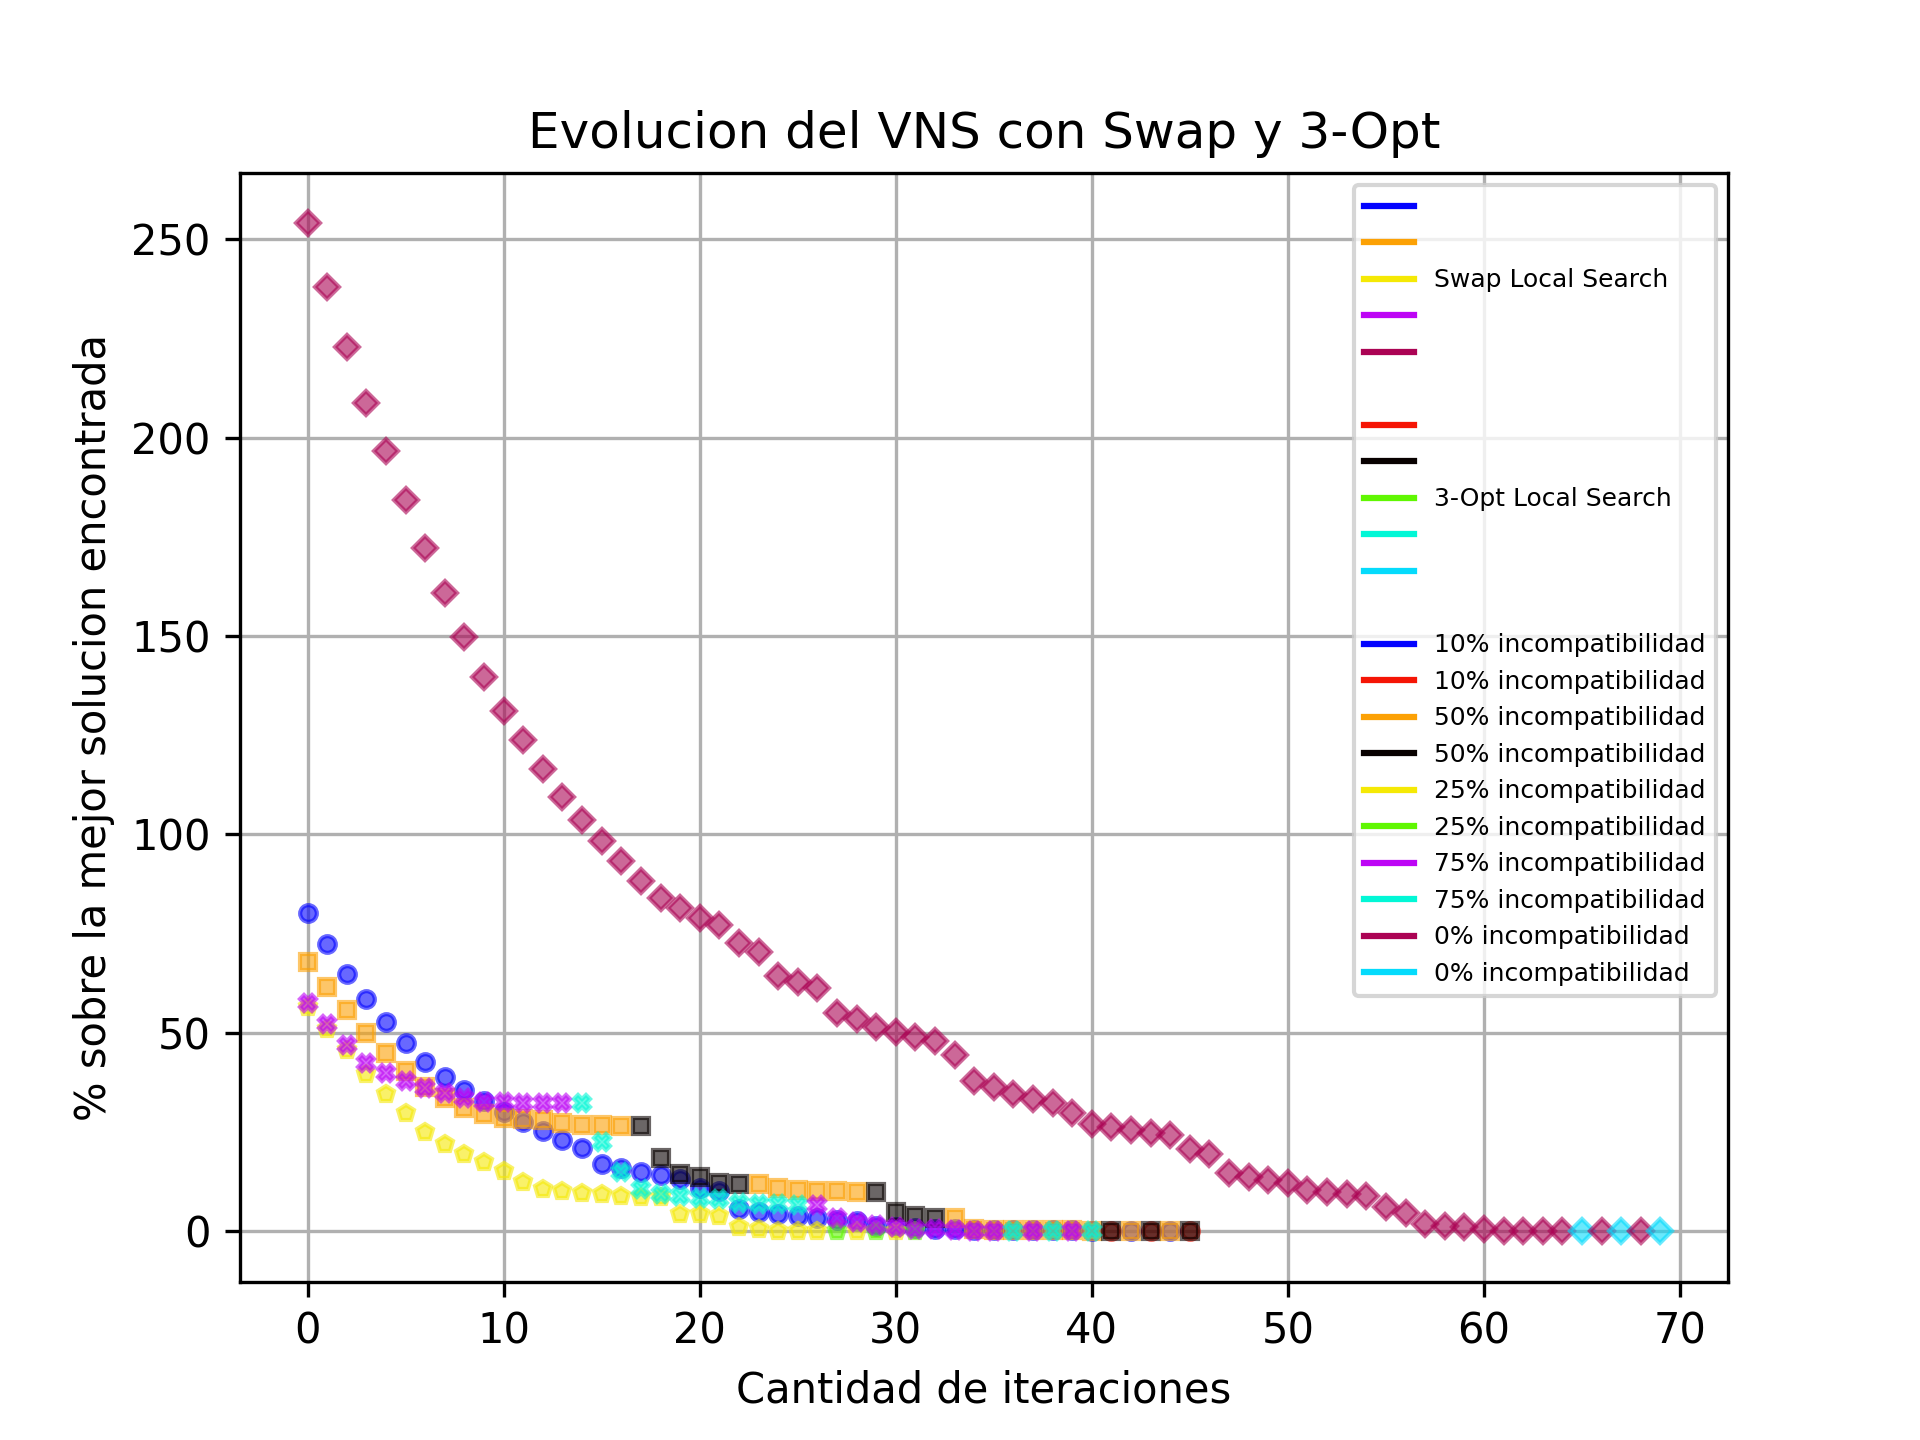 Evolucion del VNS con Swap y 3-Opt
% sobre la mejor solucion encontrada
250
200
150
100
50
0
0 10 20 30 40 50 60 70
Cantidad de iteraciones
Swap Local Search
3-Opt Local Search
10% incompatibilidad
10% incompatibilidad
50% incompatibilidad
50% incompatibilidad
25% incompatibilidad
25% incompatibilidad
75% incompatibilidad
75% incompatibilidad
0% incompatibilidad
0% incompatibilidad